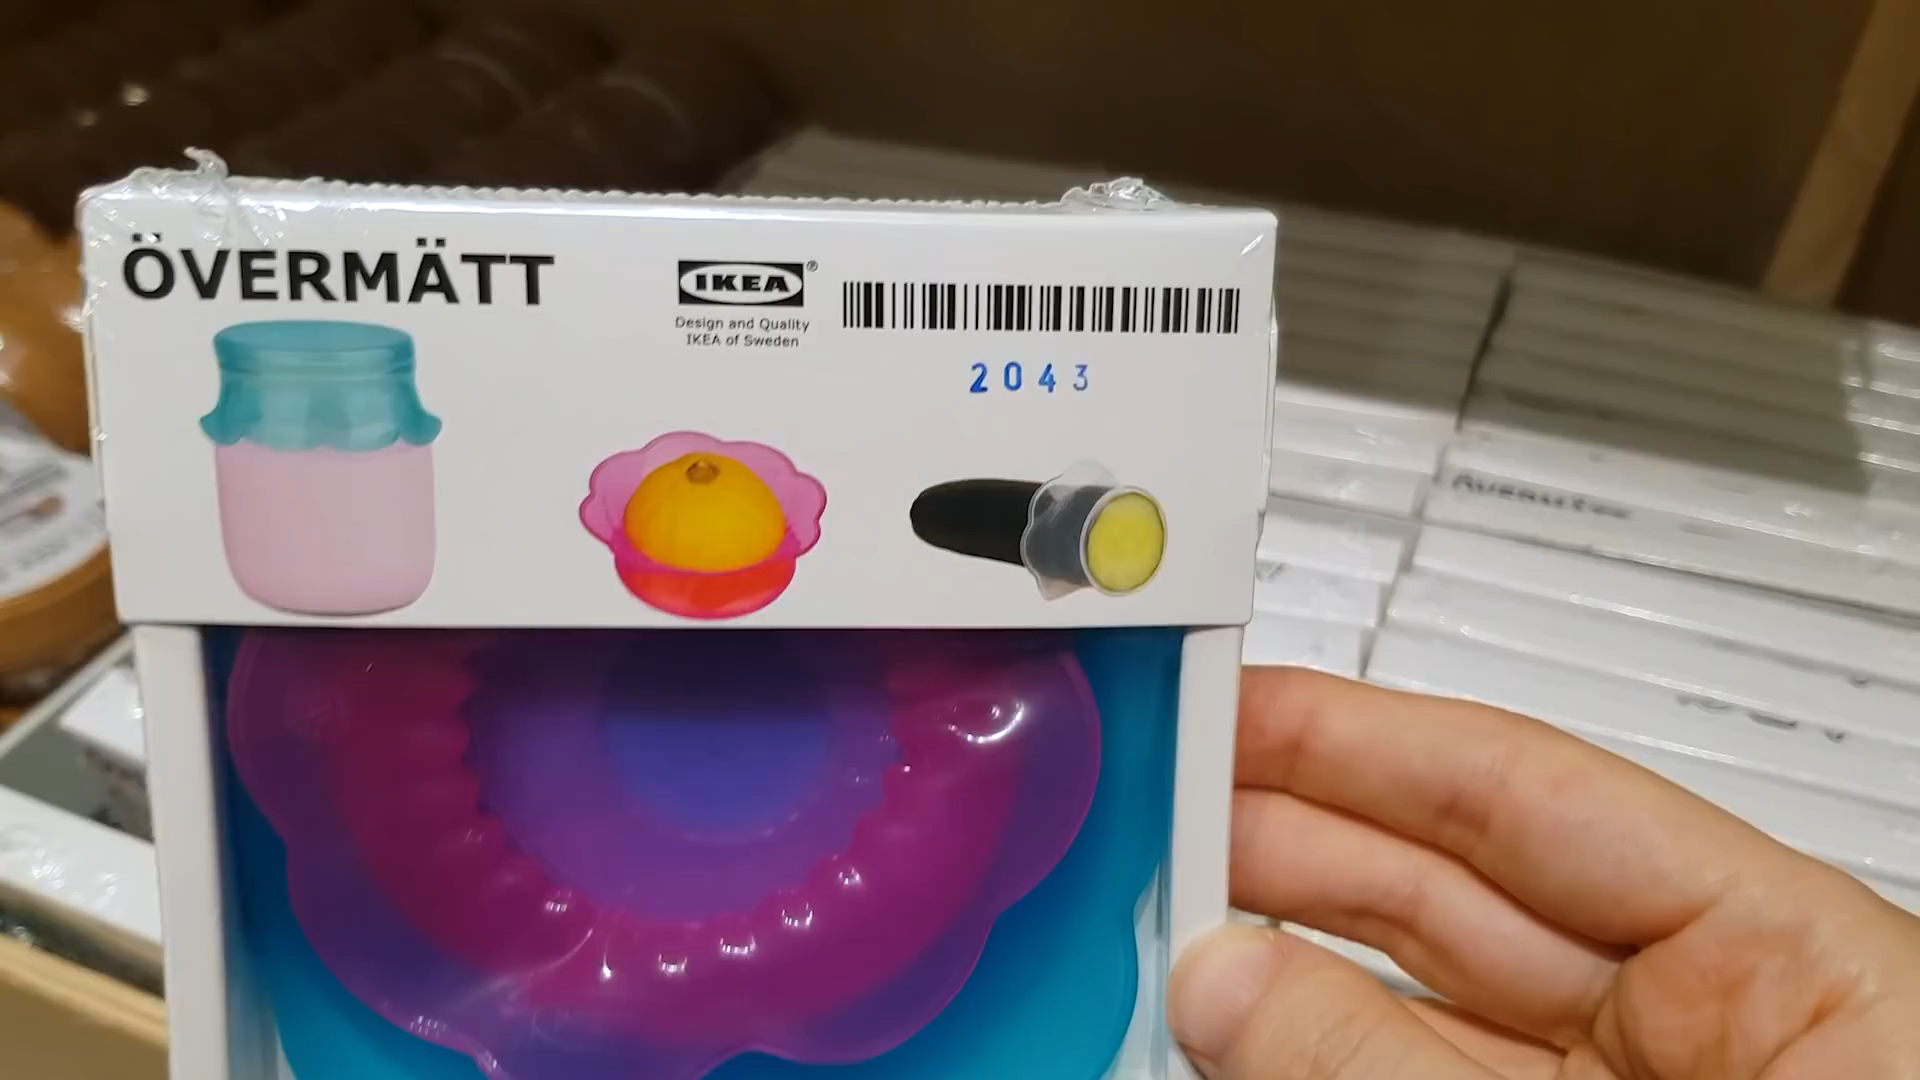 ÖVERMÄTT
IKEA®
Design and Quality
IKEA of Sweden
2043